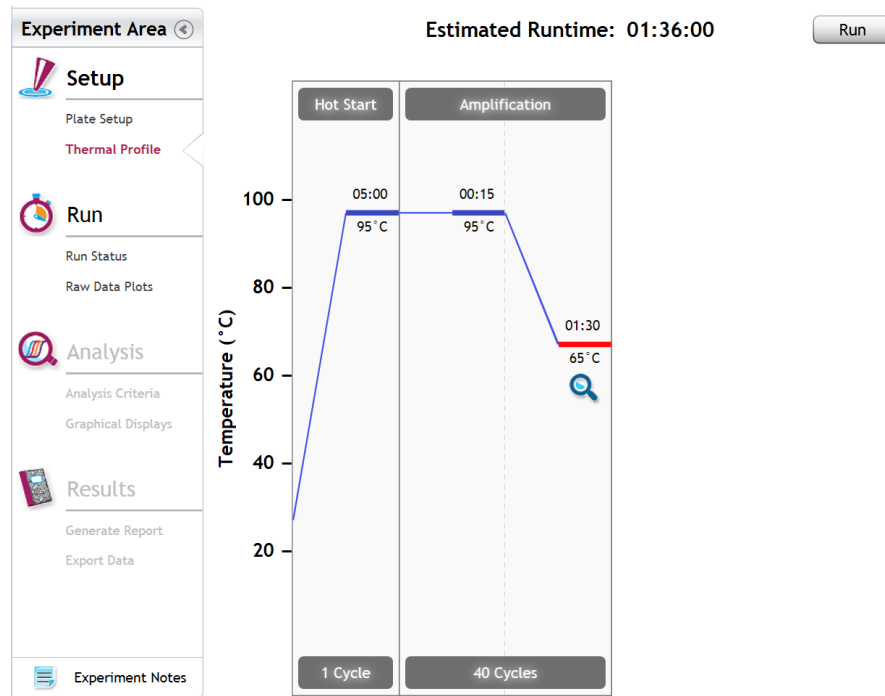 Experiment Area
Estimated Runtime: 01:36:00
Run
Setup
Plate Setup
Thermal Profile
Run
Run Status
Raw Data Plots
Analysis
Analysis Criteria
Graphical Displays
Results
Generate Report
Export Data
Experiment Notes
Hot Start
Amplification
Temperature (°C)
100
80
60
40
20
05:00
95°C
00:15
95°C
01:30
65°C
1 Cycle
40 Cycles